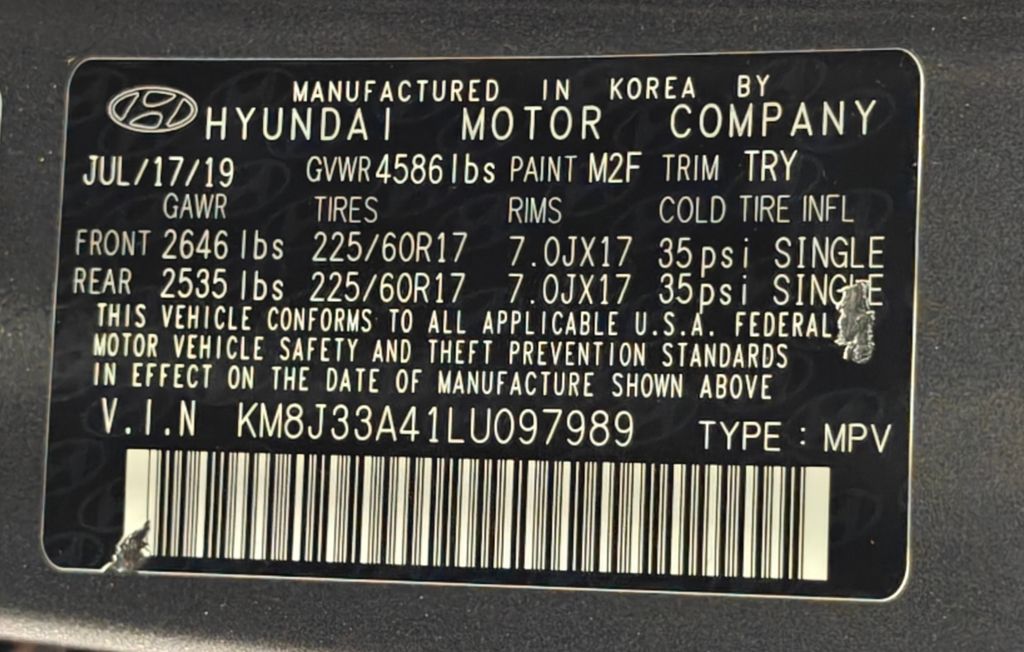 MANUFACTURED IN KOREA BY
HYUNDAI MOTOR COMPANY
JUL/17/19 GVWR 4586 lbs PAINT M2F TRIM TRY
GAWR TIRES RIMS COLD TIRE INFL
FRONT 2646 lbs 225/60R17 7.0JX17 35psi SINGLE
REAR 2535 lbs 225/60R17 7.0JX17 35psi SINGLE
THIS VEHICLE CONFORMS TO ALL APPLICABLE U.S.A. FEDERAL
MOTOR VEHICLE SAFETY AND THEFT PREVENTION STANDARDS
IN EFFECT ON THE DATE OF MANUFACTURE SHOWN ABOVE
V.I.N KM8J33A41LU097989 TYPE : MPV